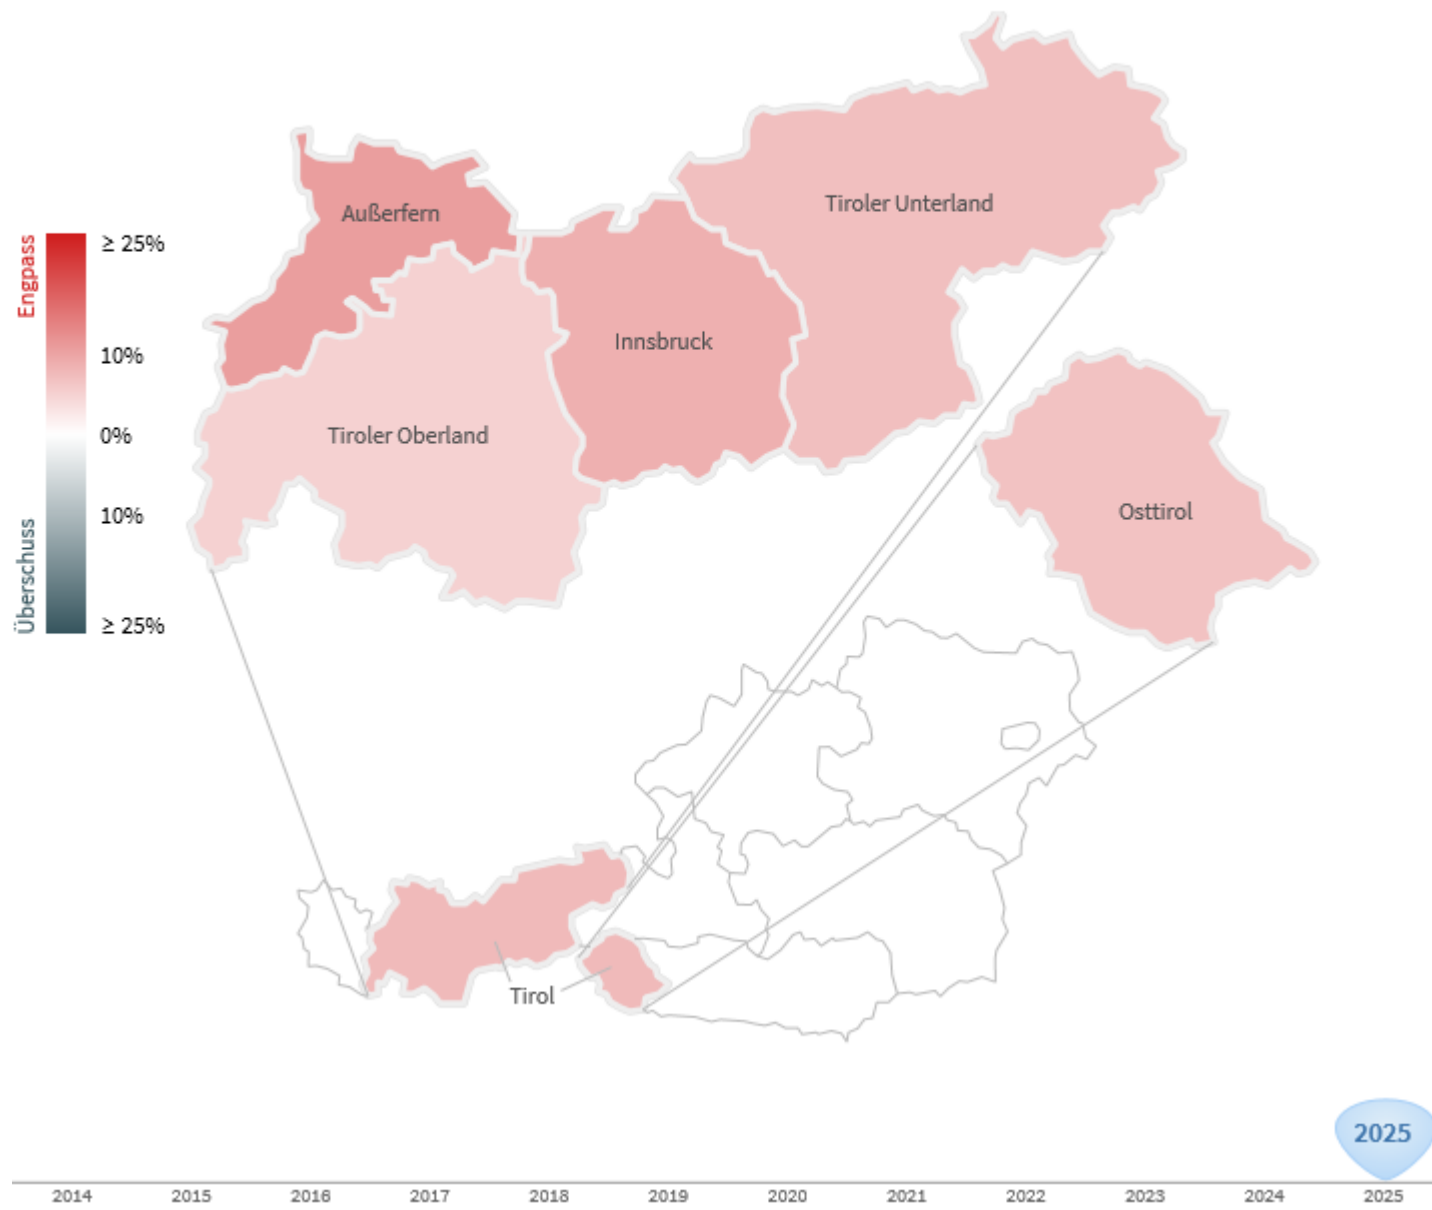 Außerfern
Tiroler Unterland
Engpass
≥ 25%
10%
0%
10%
≥ 25%
Überschuss
Innsbruck
Tiroler Oberland
Osttirol
Tirol
2025
2014 2015 2016 2017 2018 2019 2020 2021 2022 2023 2024 2025